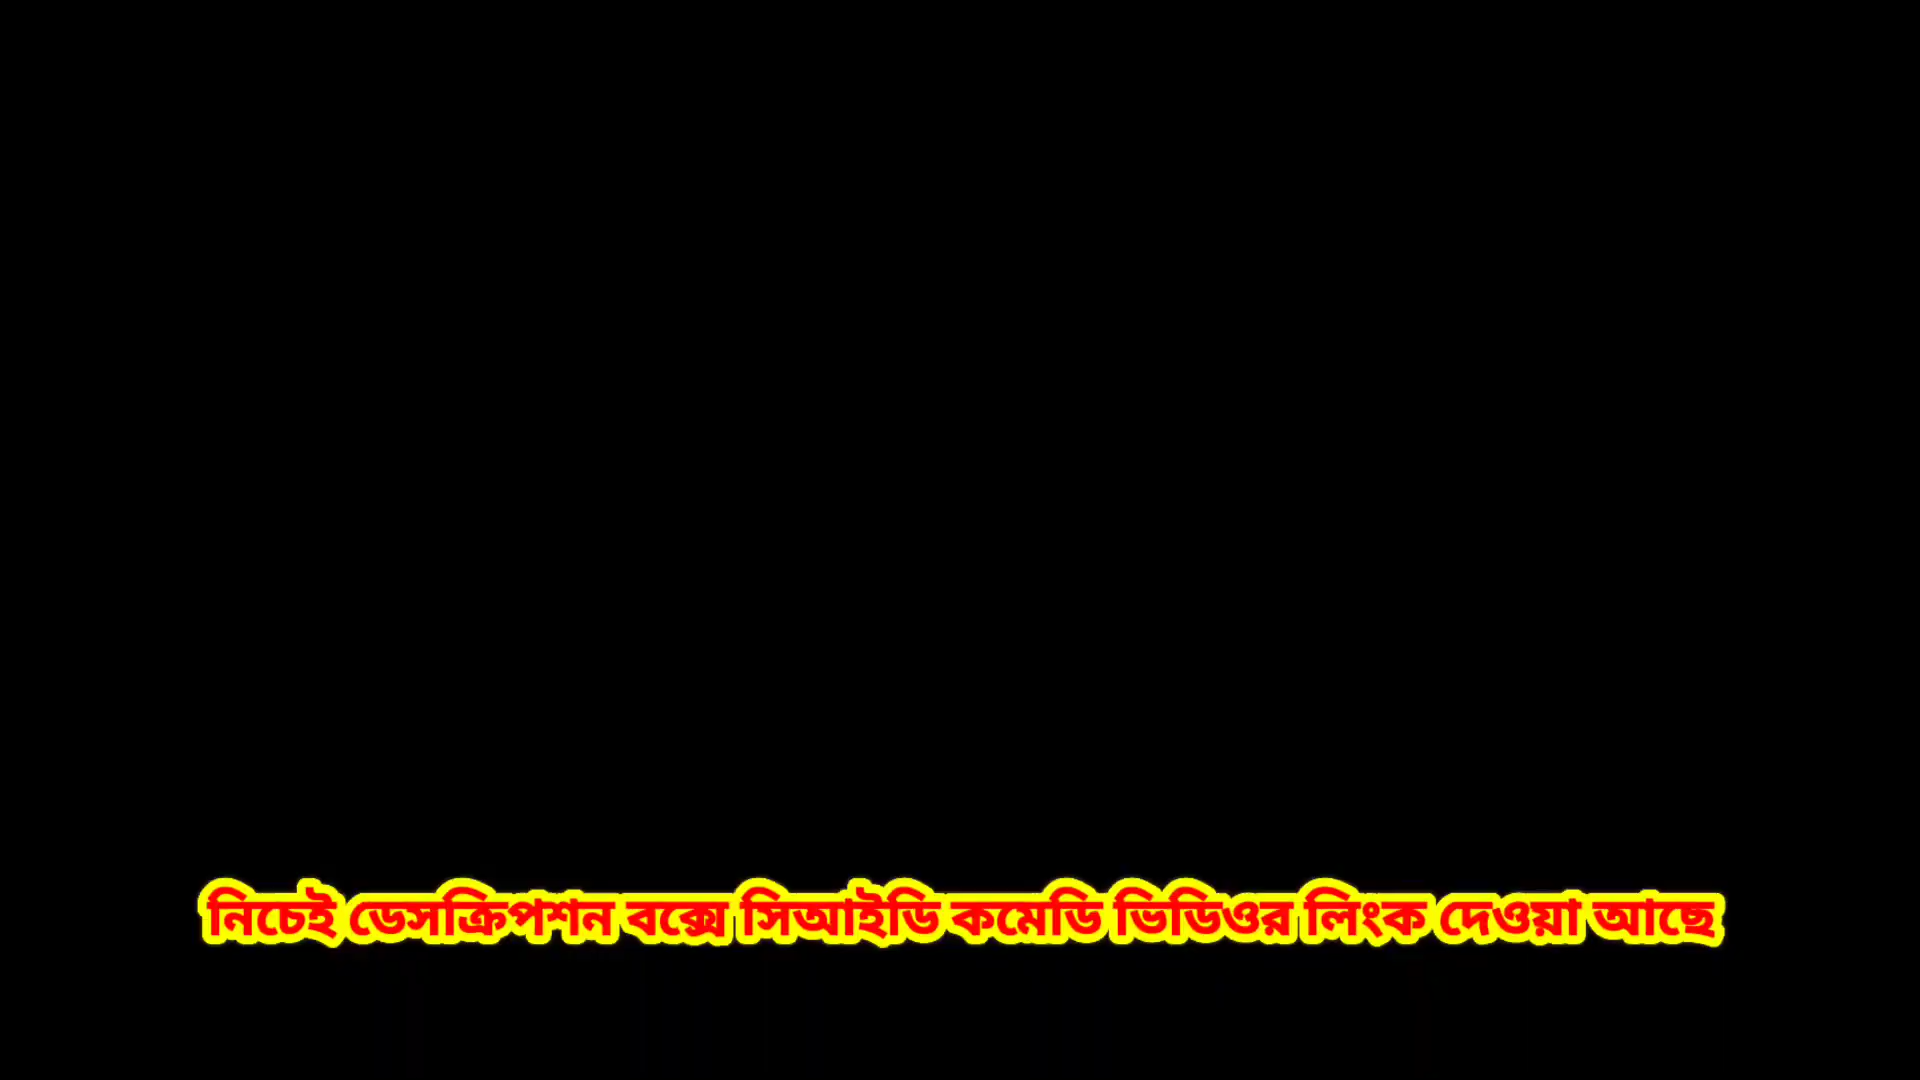 নিচেই ডেসক্রিপশন বক্সে সিআইডি কমেডি ভিডিওর লিংক দেওয়া আছে